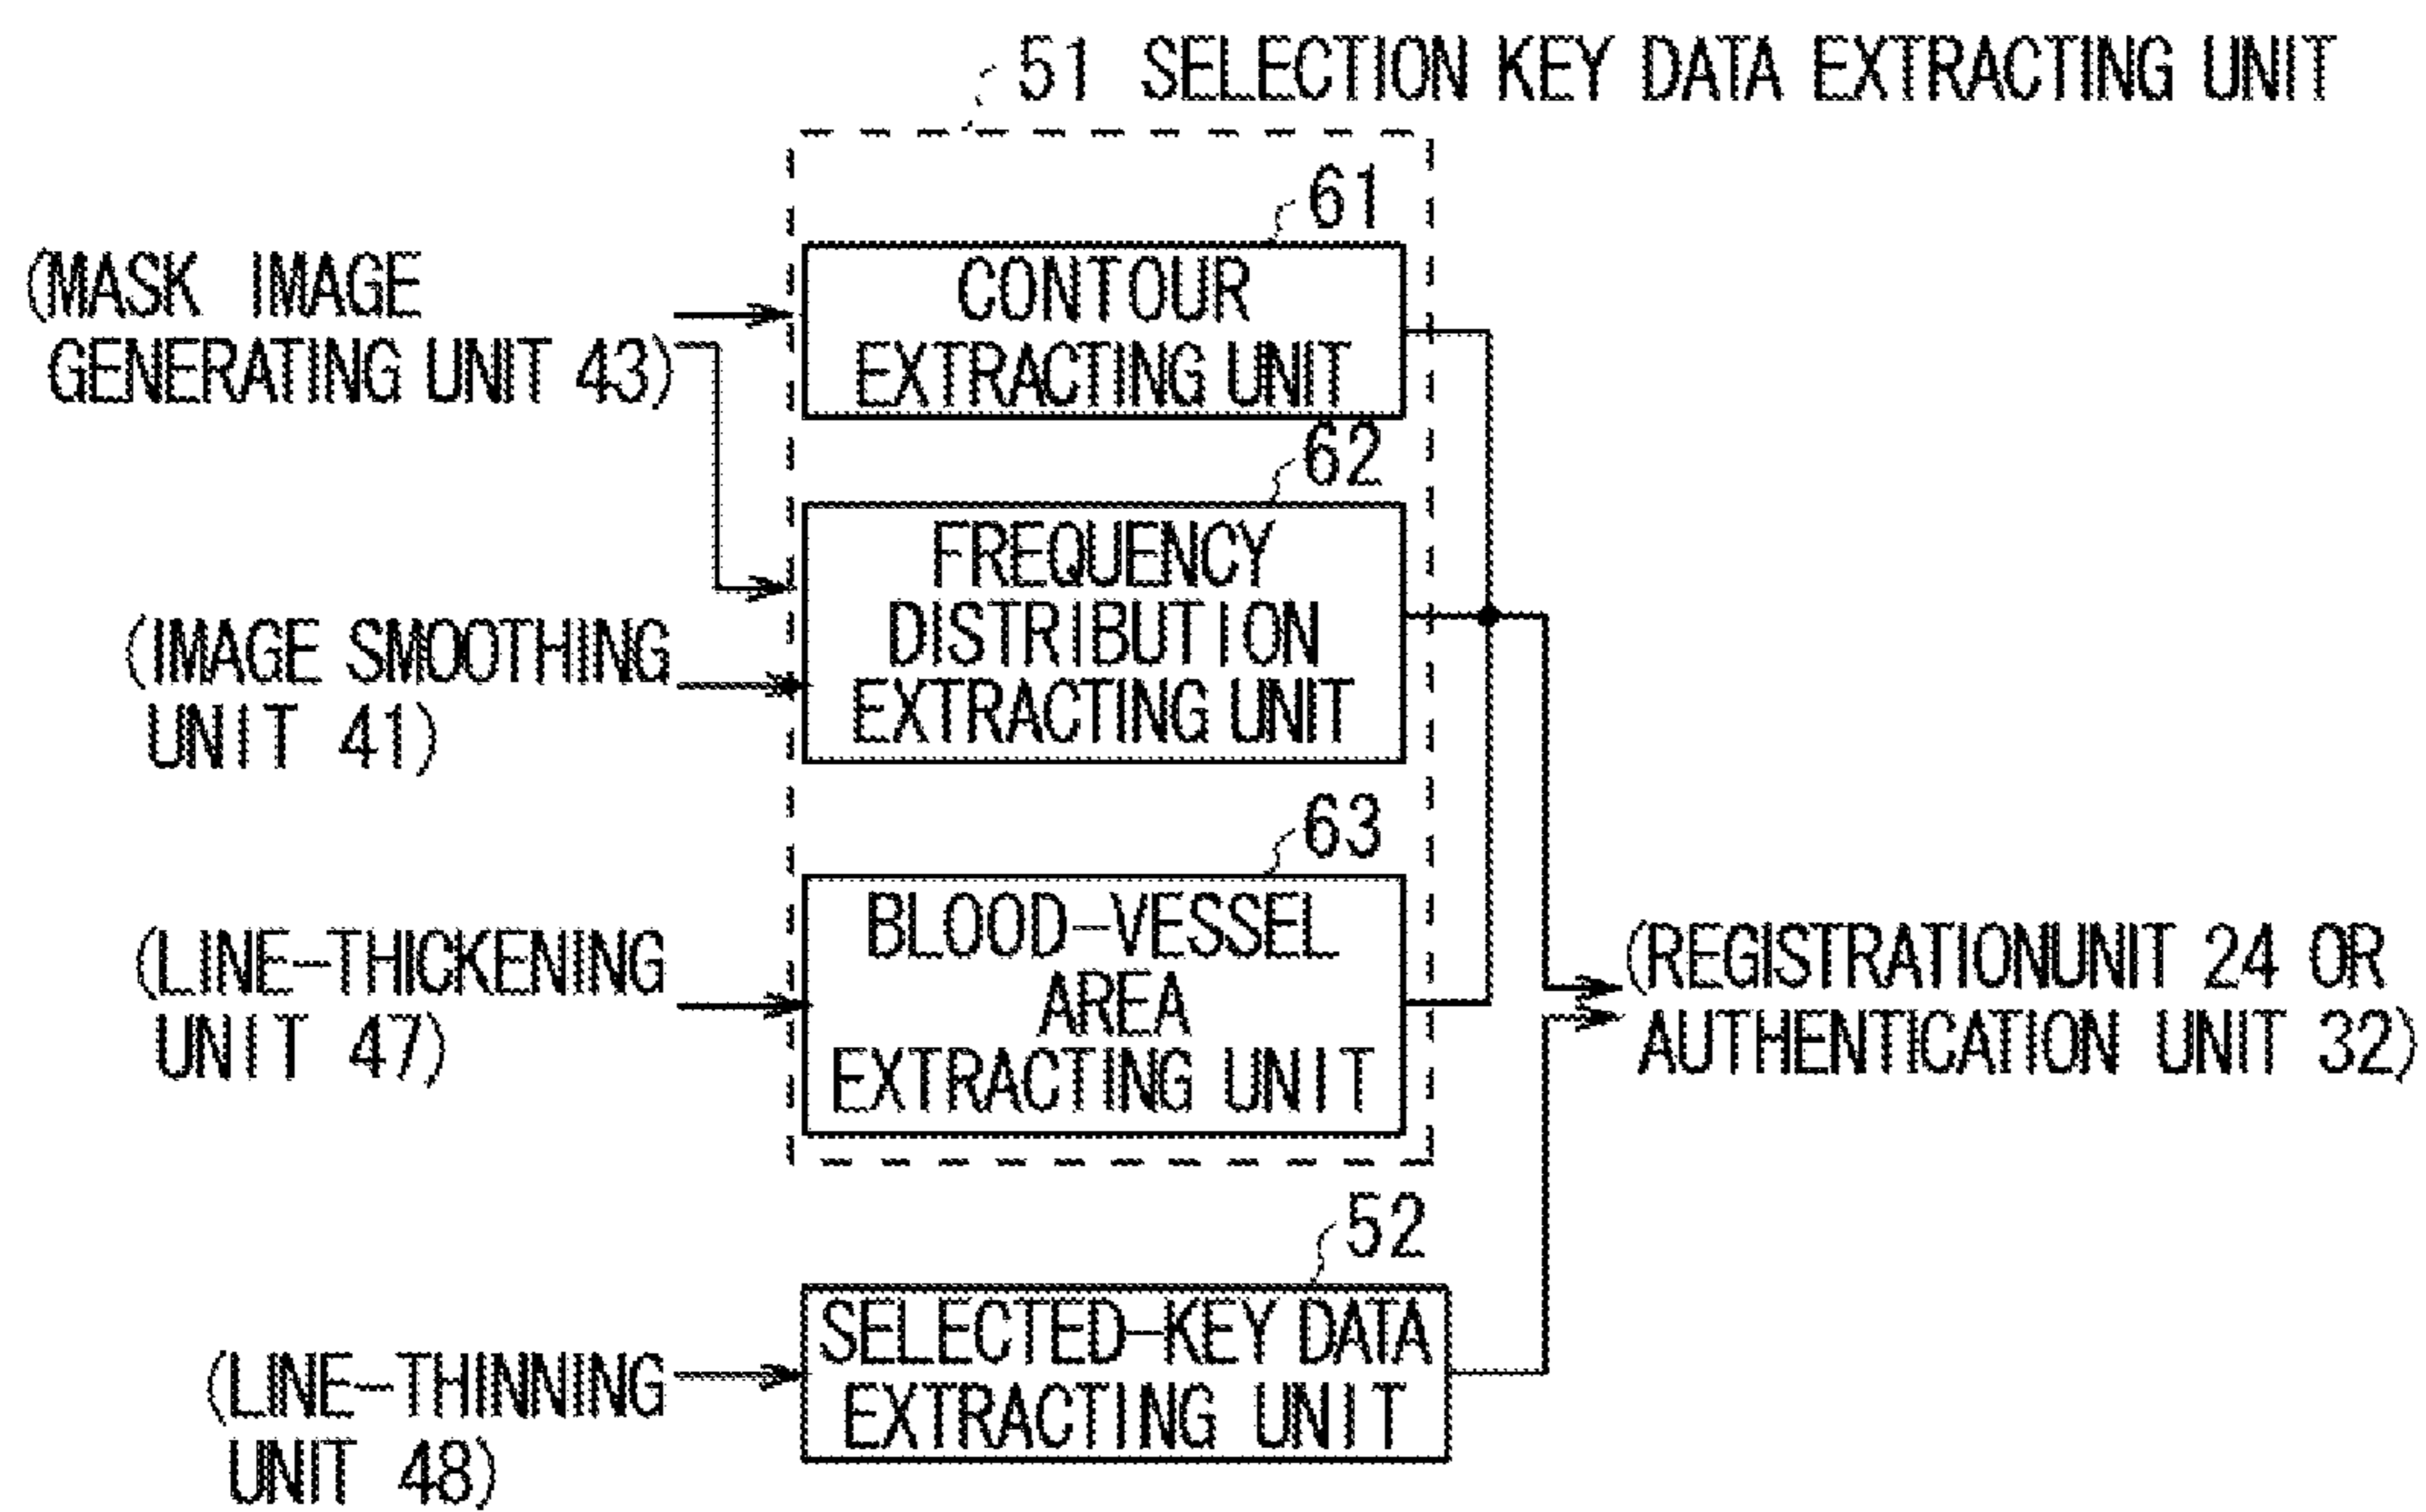 51 SELECTION KEY DATA EXTRACTING UNIT
61
(MASK IMAGE
GENERATING UNIT 43)
CONTOUR
EXTRACTING UNIT
62
FREQUENCY
DISTRIBUTION
EXTRACTING UNIT
(IMAGE SMOOTHING
UNIT 41)
63
BLOOD-VESSEL
AREA
EXTRACTING UNIT
(LINE-THICKENING
UNIT 47)
(REGISTRATIONUNIT 24 OR
AUTHENTICATION UNIT 32)
52
SELECTED-KEY DATA
EXTRACTING UNIT
(LINE-THINNING
UNIT 48)